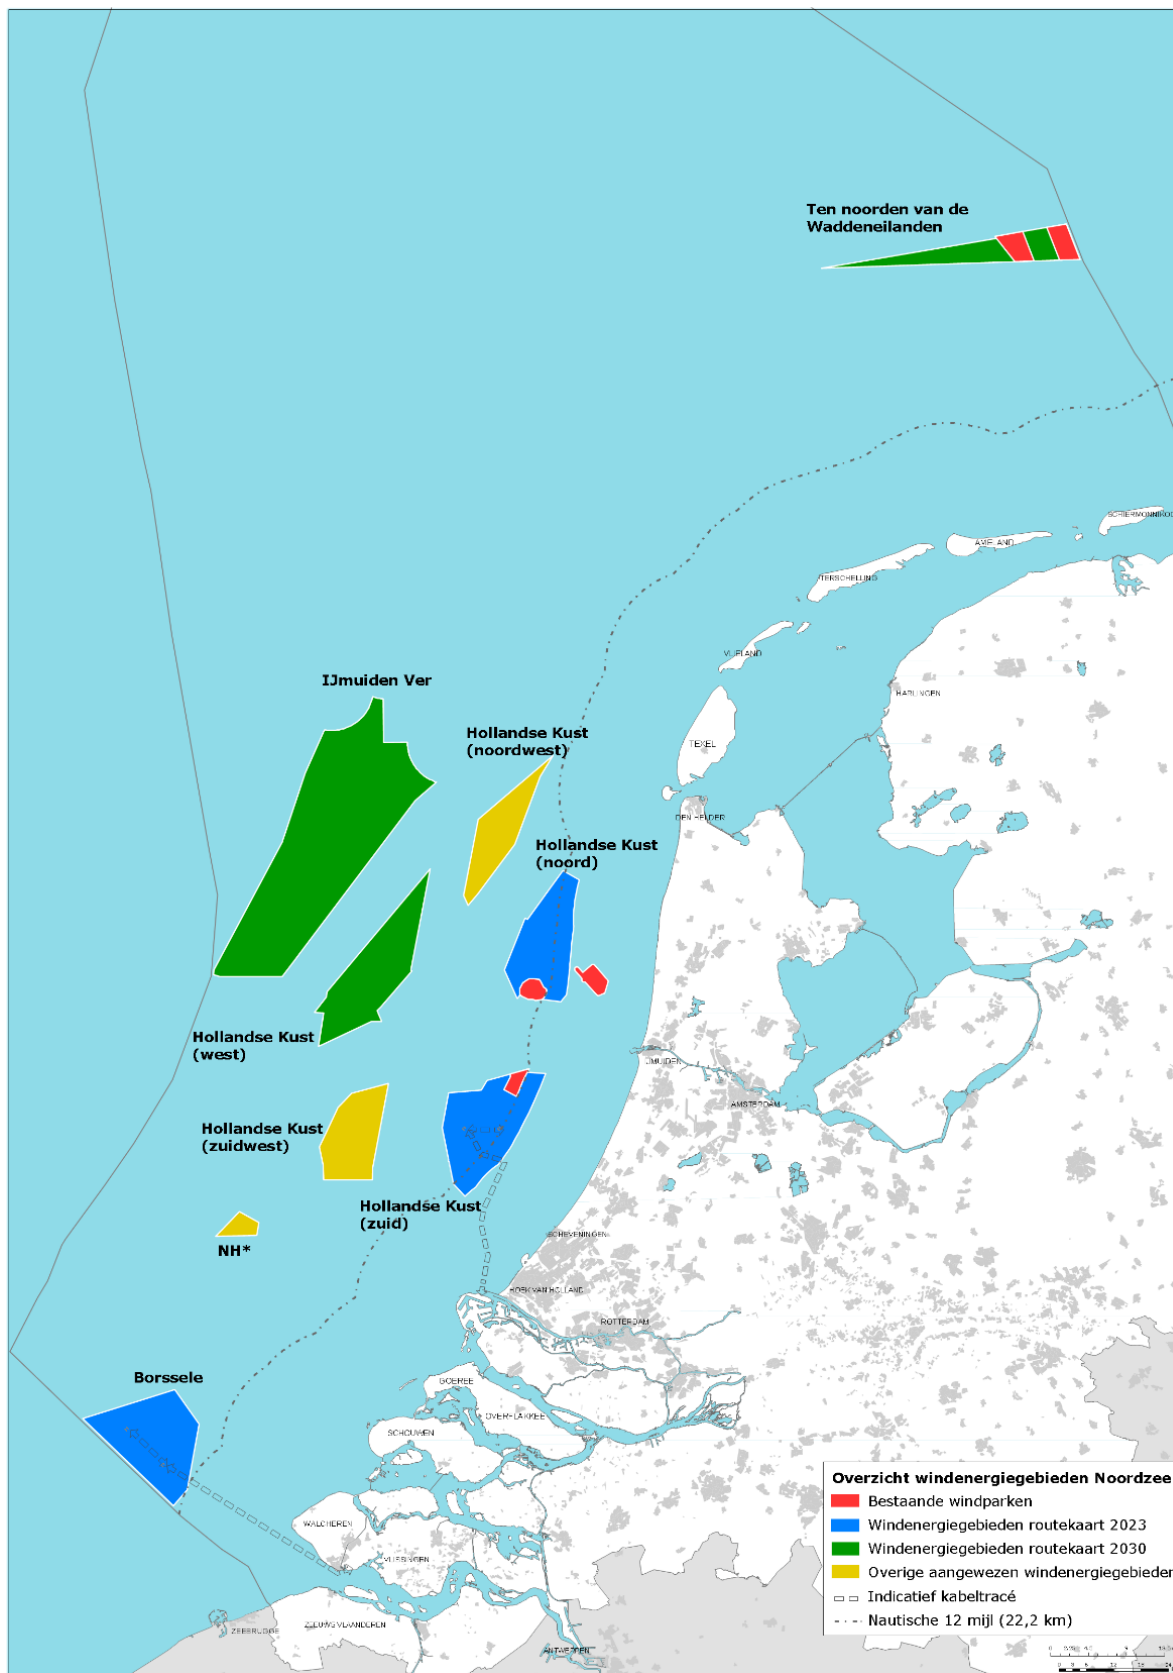 Ten noorden van de
Waddeneilanden
AMELAND
TERSCHELLING
VLIELAND
IJmuiden Ver
HARLINGEN
Hollandse Kust
(noordwest)
TEXEL
DEN HELDER
Hollandse Kust
(noord)
Hollandse Kust
(west)
IJMUIDEN
AMSTERDAM
Hollandse Kust
(zuidwest)
Hollandse Kust
(zuid)
SCHEVENINGEN
NH*
HOEK VAN HOLLAND
ROTTERDAM
Borssele
GOEREE
OVERFLAKKEE
SCHOUWEN
WALCHEREN
VLISSINGEN
ZEEBRUGGE
ZEEUWS VLAANDEREN
ANTWERPEN
Overzicht windenergiegebieden Noordzee
Bestaande windparken
Windenergiegebieden routekaart 2023
Windenergiegebieden routekaart 2030
Overige aangewezen windenergiegebieden
Indicatief kabeltracé
Nautische 12 mijl (22,2 km)